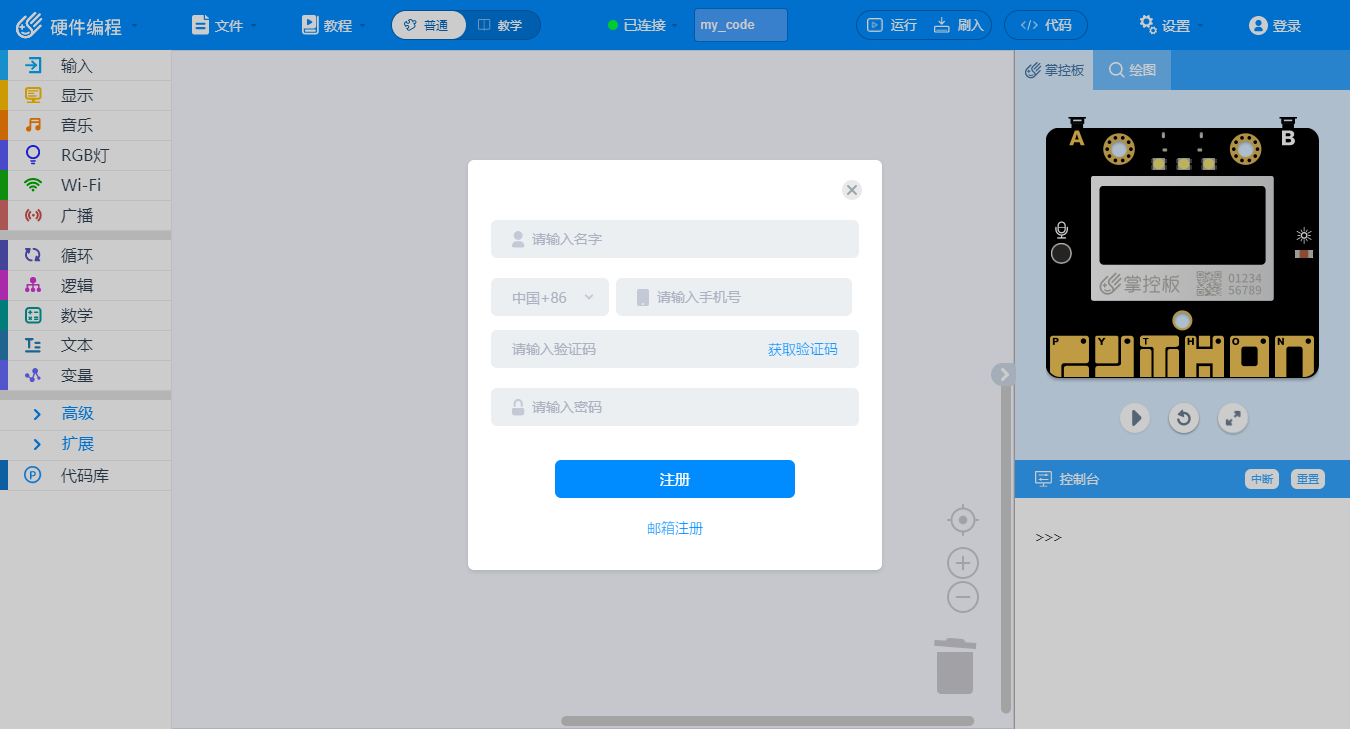 硬件编程 文件 教程 普通 教学 已连接 my_code 运行 刷入 代码 设置 登录
输入
显示
音乐
RGB灯
Wi-Fi
广播
循环
逻辑
数学
文本
变量
高级
扩展
代码库
请输入名字
中国+86 请输入手机号
请输入验证码 获取验证码
请输入密码
注册
邮箱注册
掌控板 绘图
A B
掌控板 01234
56789
P Y T H O N
控制台 中断 重置
>>>